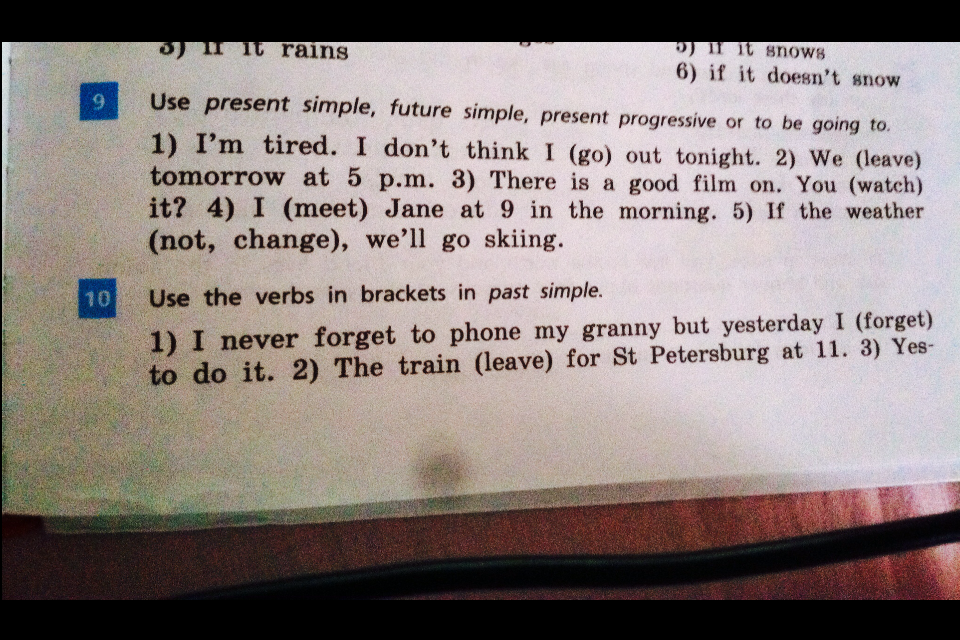 3) if it rains
5) if it snows
6) if it doesn't snow
9 Use present simple, future simple, present progressive or to be going to.
1) I'm tired. I don't think I (go) out tonight. 2) We (leave)
tomorrow at 5 p.m. 3) There is a good film on. You (watch)
it? 4) I (meet) Jane at 9 in the morning. 5) If the weather
(not, change), we'll go skiing.
10 Use the verbs in brackets in past simple.
1) I never forget to phone my granny but yesterday I (forget)
to do it. 2) The train (leave) for St Petersburg at 11. 3) Yes-